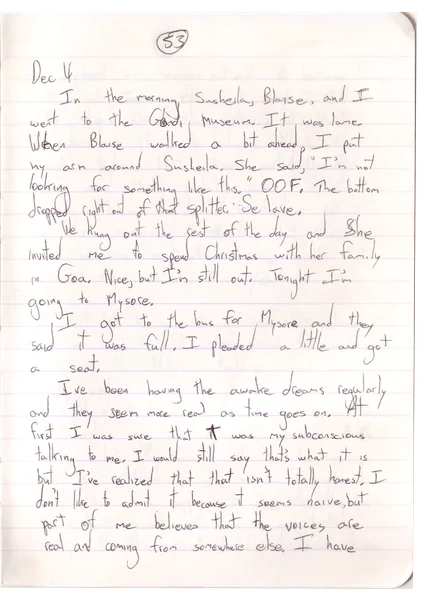 53
Dec 4
In the morning Susheila, Blaise, and I
went to the Gandi museum. It was lame.
When Blaise walked a bit ahead, I put
my arm around Susheila. She said, "I'm not
looking for something like this." OOF. The bottom
dropped right out of that splitter. Se lave.
We hung out the rest of the day and She
invited me to spend Christmas with her family
in Goa. Nice, but I'm still out. Tonight I'm
going to Mysore.
I got to the bus for Mysore and they
said it was full. I pleaded a little and got
a seat.
I've been having the awake dreams regularly
and they seem more real as time goes on. At
first I was sure that it was my subconscious
talking to me. I would still say that's what it is
but I've realized that that isn't totally honest. I
don't like to admit it because it seems naive, but
part of me believes that the voices are
real and coming from somewhere else. I have